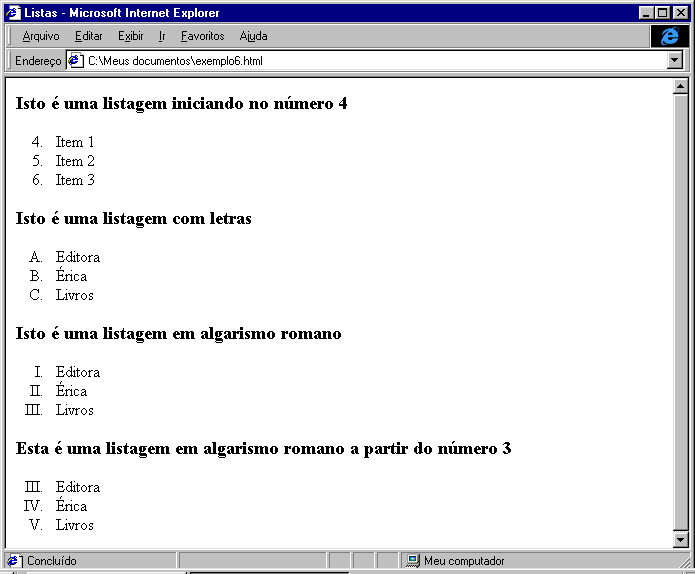 Listas - Microsoft Internet Explorer
Arquivo Editar Exibir Ir Favoritos Ajuda
Endereço C:\Meus documentos\exemplo6.html
Isto é uma listagem iniciando no número 4
4. Item 1
5. Item 2
6. Item 3
Isto é uma listagem com letras
A. Editora
B. Érica
C. Livros
Isto é uma listagem em algarismo romano
I. Editora
II. Érica
III. Livros
Esta é uma listagem em algarismo romano a partir do número 3
III. Editora
IV. Érica
V. Livros
Concluído Meu computador